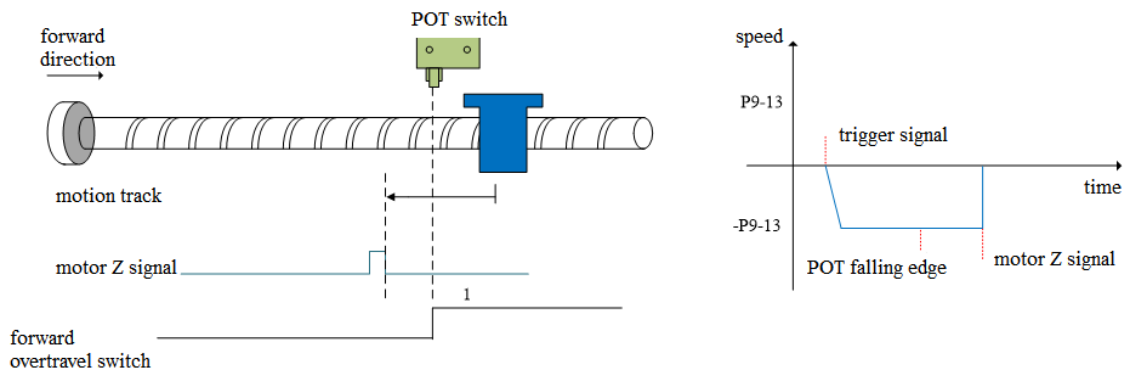 POT switch
forward
direction
motion track
motor Z signal
1
forward
overtravel switch
speed
P9-13
trigger signal
time
-P9-13
POT falling edge
motor Z signal